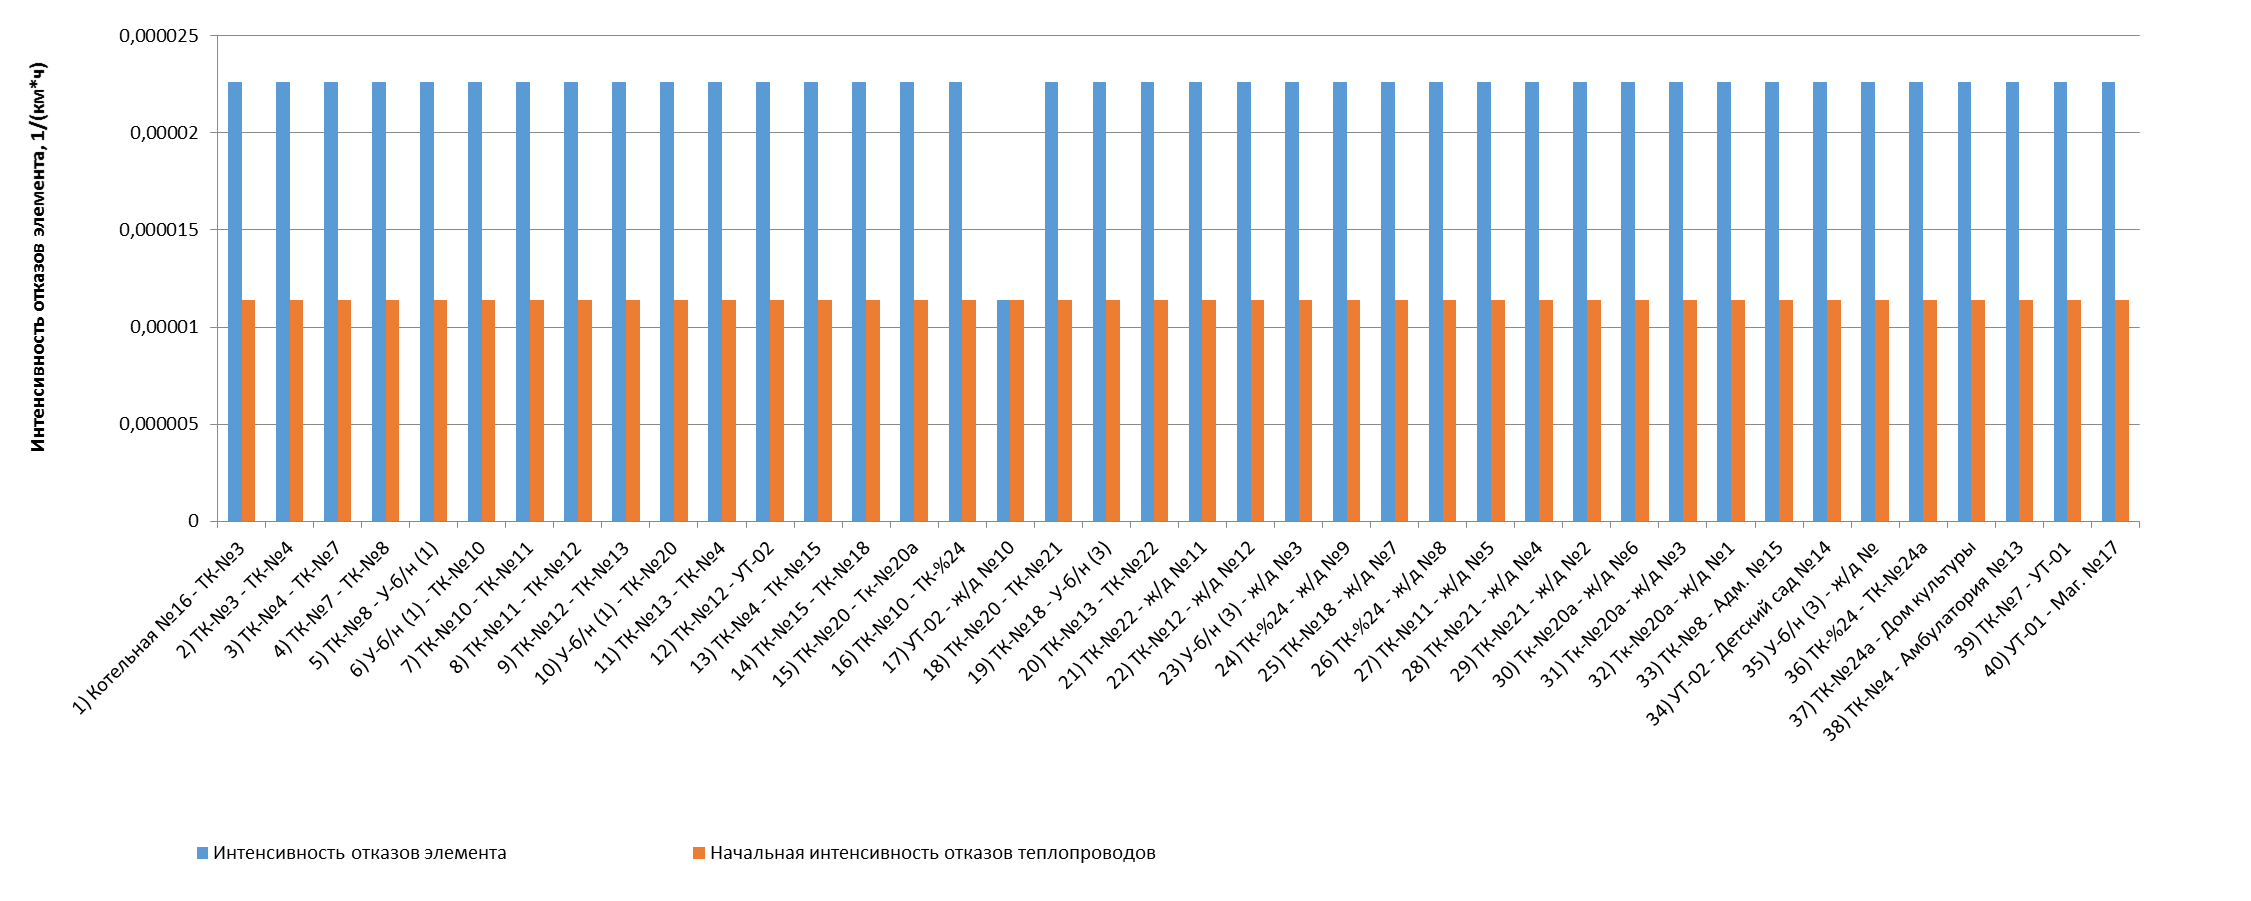 Интенсивность отказов элемента, 1/(км*ч)
0,000025
0,00002
0,000015
0,00001
0,000005
0
1) Котельная №16 - ТК-№3
2) ТК-№3 - ТК-№4
3) ТК-№4 - ТК-№7
4) ТК-№7 - ТК-№8
5) ТК-№8 - У-б/н (1)
6) У-б/н (1) - ТК-№10
7) ТК-№10 - ТК-№11
8) ТК-№11 - ТК-№12
9) ТК-№12 - ТК-№13
10) У-б/н (1) - ТК-№20
11) ТК-№13 - ТК-№4
12) ТК-№12 - УТ-02
13) ТК-№4 - ТК-№15
14) ТК-№15 - ТК-№18
15) ТК-№20 - Тк-№20а
16) ТК-№10 - ТК-%24
17) УТ-02 - ж/д №10
18) ТК-№20 - ТК-№21
19) ТК-№18 - У-б/н (3)
20) ТК-№13 - ТК-№22
21) ТК-№22 - ж/д №11
22) ТК-№12 - ж/д №12
23) У-б/н (3) - ж/д №3
24) ТК-%24 - ж/д №9
25) ТК-№18 - ж/д №7
26) ТК-%24 - ж/д №8
27) ТК-№11 - ж/д №5
28) ТК-№21 - ж/д №4
29) ТК-№21 - ж/д №2
30) Тк-№20а - ж/д №6
31) Тк-№20а - ж/д №3
32) Тк-№20а - ж/д №1
33) ТК-№8 - Адм. №15
34) УТ-02 - Детский сад №14
35) У-б/н (3) - ж/д №
36) ТК-%24 - ТК-№24а
37) ТК-№24а - Дом культуры
38) ТК-№4 - Амбулатория №13
39) ТК-№7 - УТ-01
40) УТ-01 - Маг. №17
Интенсивность отказов элемента
Начальная интенсивность отказов теплопроводов